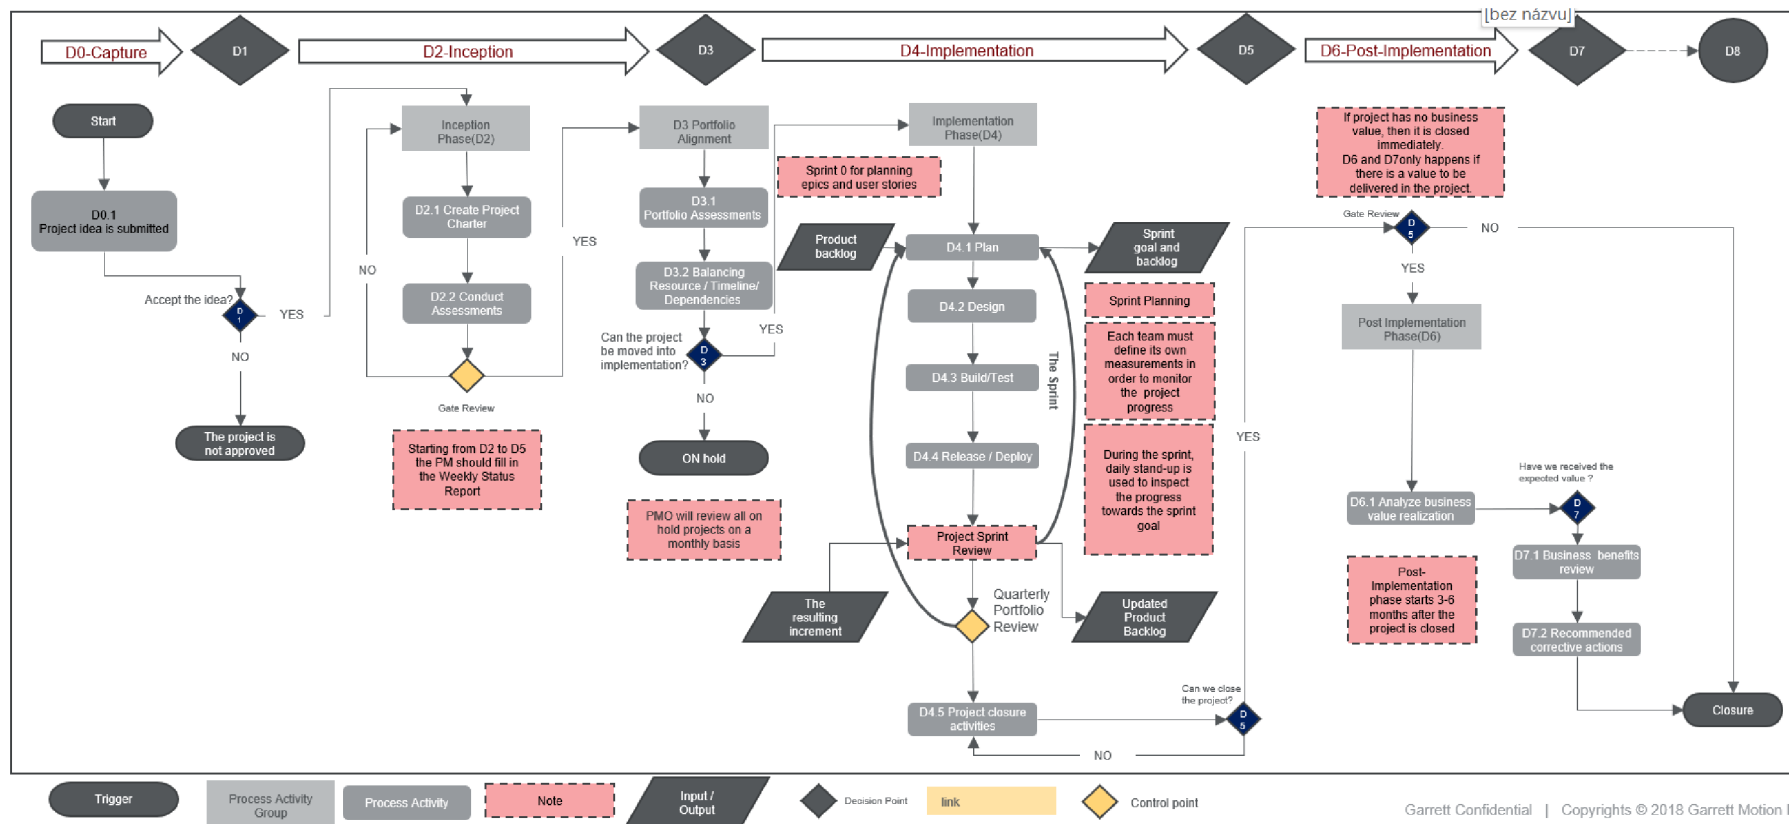 [bez názvu]
D0-Capture
D1
D2-Inception
D3
D4-Implementation
D5
D6-Post-Implementation
D7
D8
Start
D0.1
Project idea is submitted
Accept the idea?
D
1
YES
NO
The project is
not approved
Inception
Phase(D2)
D2.1 Create Project
Charter
D2.2 Conduct
Assessments
NO
YES
Gate Review
Starting from D2 to D5
the PM should fill in
the Weekly Status
Report
D3 Portfolio
Alignment
D3.1
Portfolio Assessments
D3.2 Balancing
Resource / Timeline/
Dependencies
Can the project
be moved into
implementation?
D
3
YES
NO
ON hold
PMO will review all on
hold projects on a
monthly basis
Implementation
Phase(D4)
Sprint 0 for planning
epics and user stories
Product
backlog
D4.1 Plan
Sprint
goal and
backlog
D4.2 Design
Sprint Planning
Each team must
define its own
measurements in
order to monitor
the project
progress
D4.3 Build/Test
The Sprint
D4.4 Release / Deploy
During the sprint,
daily stand-up is
used to inspect
the progress
towards the sprint
goal
Project Sprint
Review
The
resulting
increment
Quarterly
Portfolio
Review
Updated
Product
Backlog
D4.5 Project closure
activities
Can we close
the project?
D
5
NO
YES
If project has no business
value, then it is closed
immediately.
D6 and D7only happens if
there is a value to be
delivered in the project.
Gate Review
D
5
NO
YES
Post Implementation
Phase(D6)
Have we received the
expected value ?
D6.1 Analyze business
value realization
D
7
D7.1 Business benefits
review
Post-
Implementation
phase starts 3-6
months after the
project is closed
D7.2 Recommended
corrective actions
Closure
Trigger
Process Activity
Group
Process Activity
Note
Input /
Output
Decision Point
link
Control point
Garrett Confidential | Copyrights © 2018 Garrett Motion